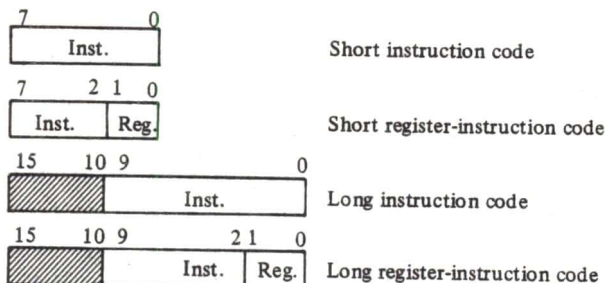 7 0
Inst. Short instruction code
7 2 1 0
Inst. Reg. Short register-instruction code
15 10 9 0
Inst. Long instruction code
15 10 9 2 1 0
Inst. Reg. Long register-instruction code